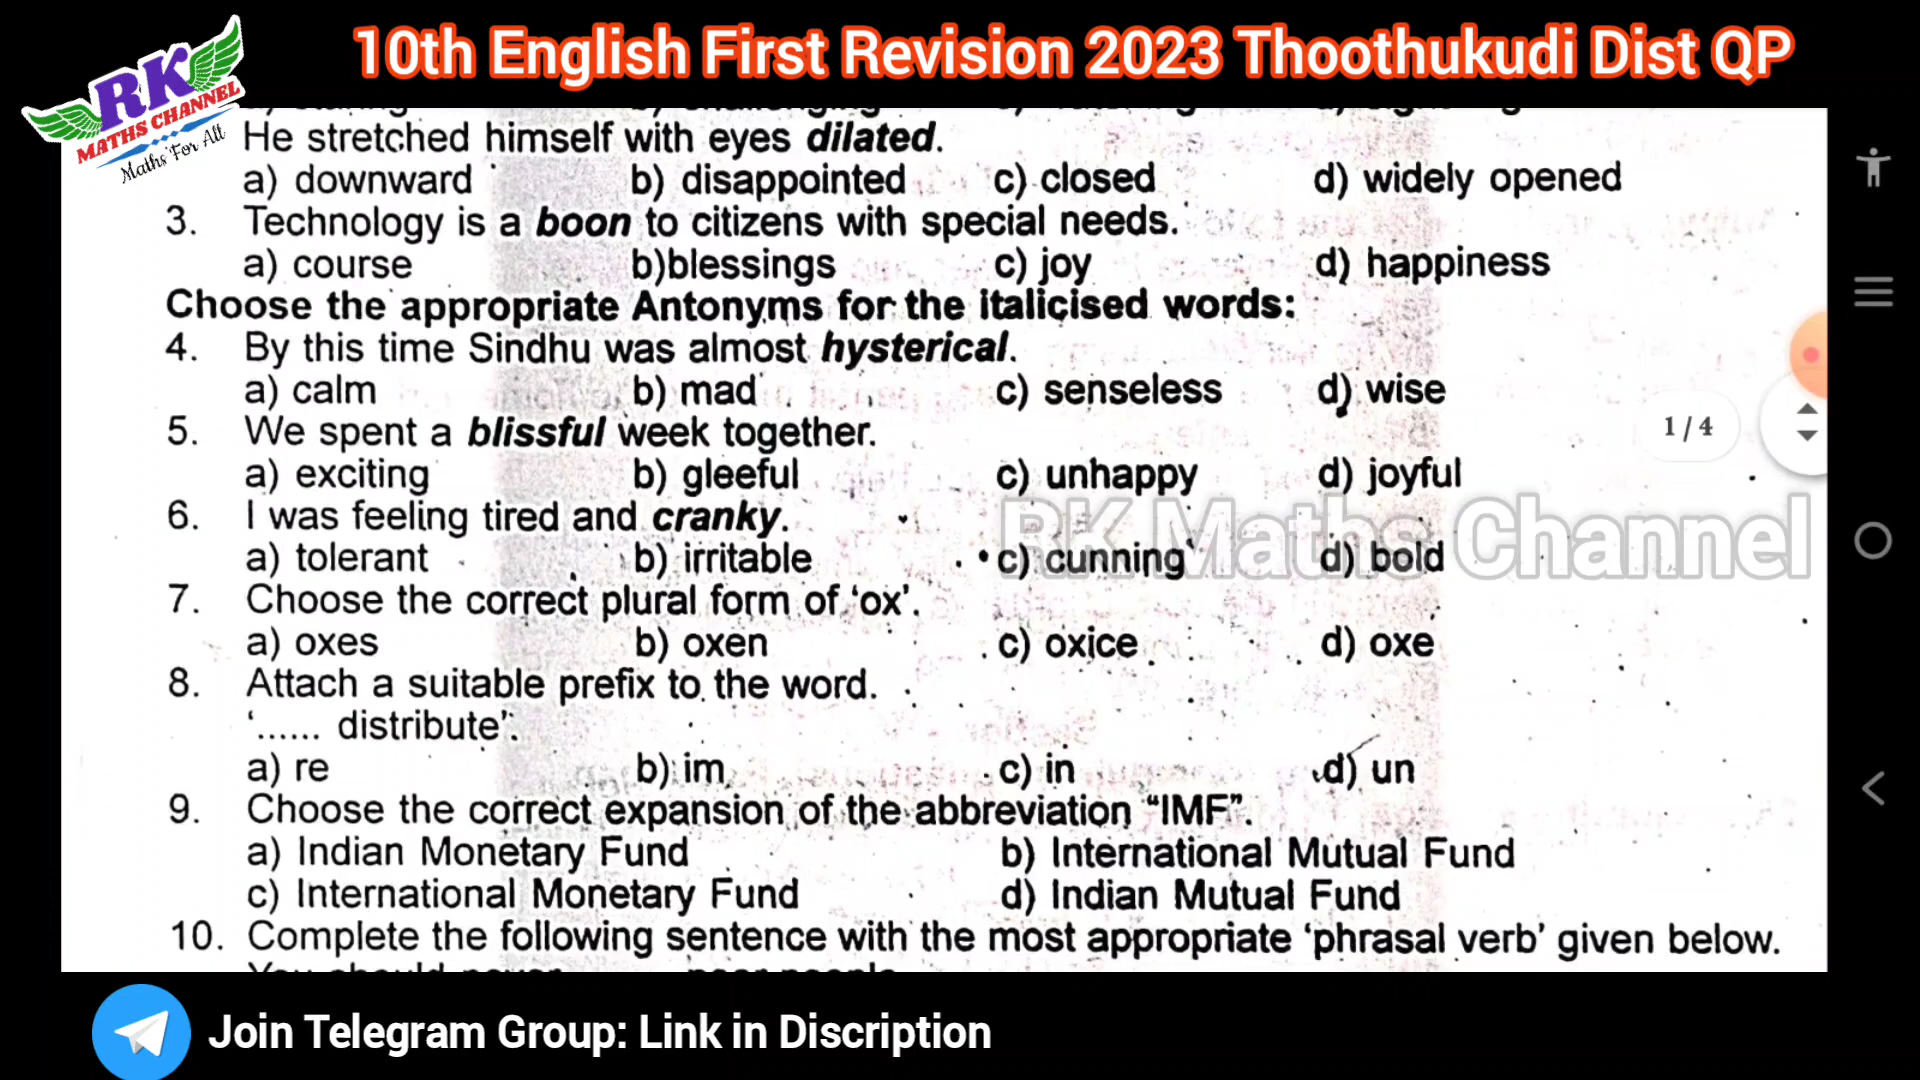 10th English First Revision 2023 Thoothukudi Dist QP
RK
MATHS CHANNEL
Maths For All
He stretched himself with eyes dilated.
a) downward b) disappointed c) closed d) widely opened
3. Technology is a boon to citizens with special needs.
a) course b)blessings c) joy d) happiness
Choose the appropriate Antonyms for the italicised words:
4. By this time Sindhu was almost hysterical.
a) calm b) mad c) senseless d) wise
5. We spent a blissful week together.
a) exciting b) gleeful c) unhappy d) joyful
6. I was feeling tired and cranky.
RK Maths Channel
a) tolerant b) irritable c) cunning d) bold
7. Choose the correct plural form of ‘ox’.
a) oxes b) oxen c) oxice d) oxe
8. Attach a suitable prefix to the word.
‘...... distribute’.
a) re b) im c) in d) un
9. Choose the correct expansion of the abbreviation “IMF”.
a) Indian Monetary Fund b) International Mutual Fund
c) International Monetary Fund d) Indian Mutual Fund
10. Complete the following sentence with the most appropriate ‘phrasal verb’ given below.
1 / 4
Join Telegram Group: Link in Discription